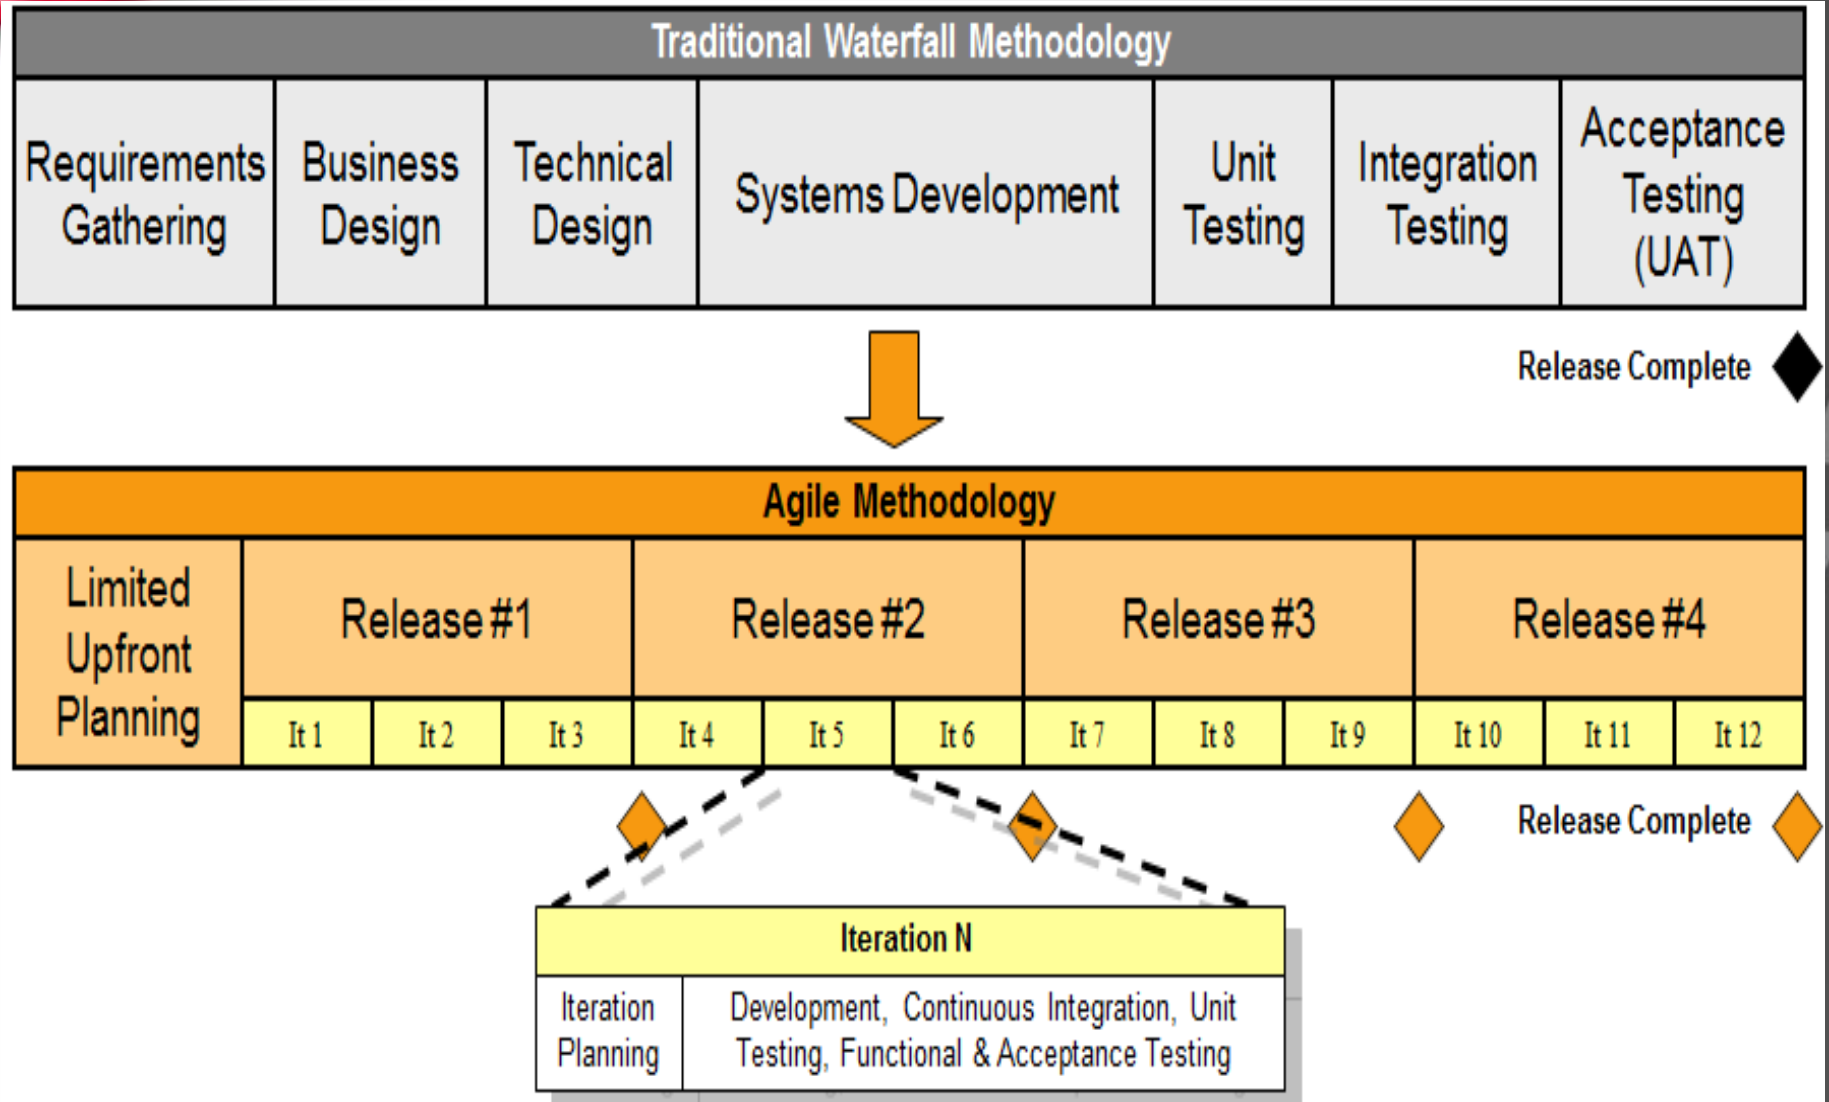 Traditional Waterfall Methodology
Requirements
Gathering
Business
Design
Technical
Design
Systems Development
Unit
Testing
Integration
Testing
Acceptance
Testing
(UAT)
Release Complete
Agile Methodology
Limited
Upfront
Planning
Release #1
Release #2
Release #3
Release #4
It 1
It 2
It 3
It 4
It 5
It 6
It 7
It 8
It 9
It 10
It 11
It 12
Release Complete
Iteration N
Iteration
Planning
Development, Continuous Integration, Unit
Testing, Functional & Acceptance Testing